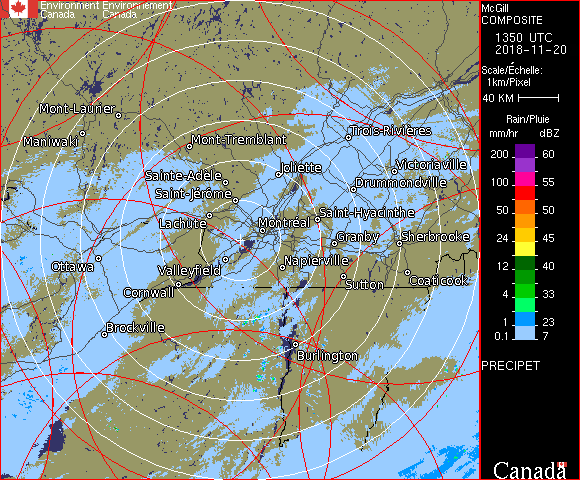 Environment Environnement
Canada Canada
McGill
COMPOSITE
1350 UTC
2018-11-20
Scale/Échelle:
1km/Pixel
40 KM
Rain/Pluie
mm/hr dBZ
200 60
100 55
50 50
24 45
12 40
4 33
1 23
0.1 7
PRECIPET
Canada
Mont-Laurier
Maniwaki
Mont-Tremblant
Trois-Rivières
Sainte-Adèle
Joliette
Victoriaville
Saint-Jérôme
Drummondville
Lachute
Montréal
Saint-Hyacinthe
Granby
Sherbrooke
Ottawa
Valleyfield
Napierville
Cornwall
Sutton
Coaticook
Brockville
Burlington